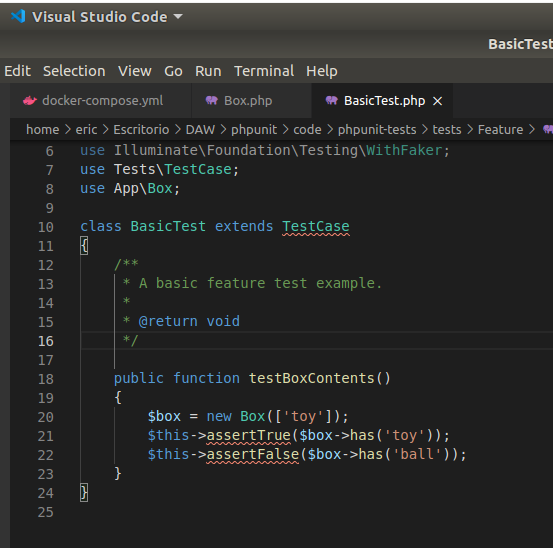 Visual Studio Code
BasicTest
Edit Selection View Go Run Terminal Help
docker-compose.yml Box.php BasicTest.php ×
home > eric > Escritorio > DAW > phpunit > code > phpunit-tests > tests > Feature >
6 use Illuminate\Foundation\Testing\WithFaker;
7 use Tests\TestCase;
8 use App\Box;
9
10 class BasicTest extends TestCase
11 {
12 /**
13 * A basic feature test example.
14 *
15 * @return void
16 */
17
18 public function testBoxContents()
19 {
20 $box = new Box(['toy']);
21 $this->assertTrue($box->has('toy'));
22 $this->assertFalse($box->has('ball'));
23 }
24 }
25